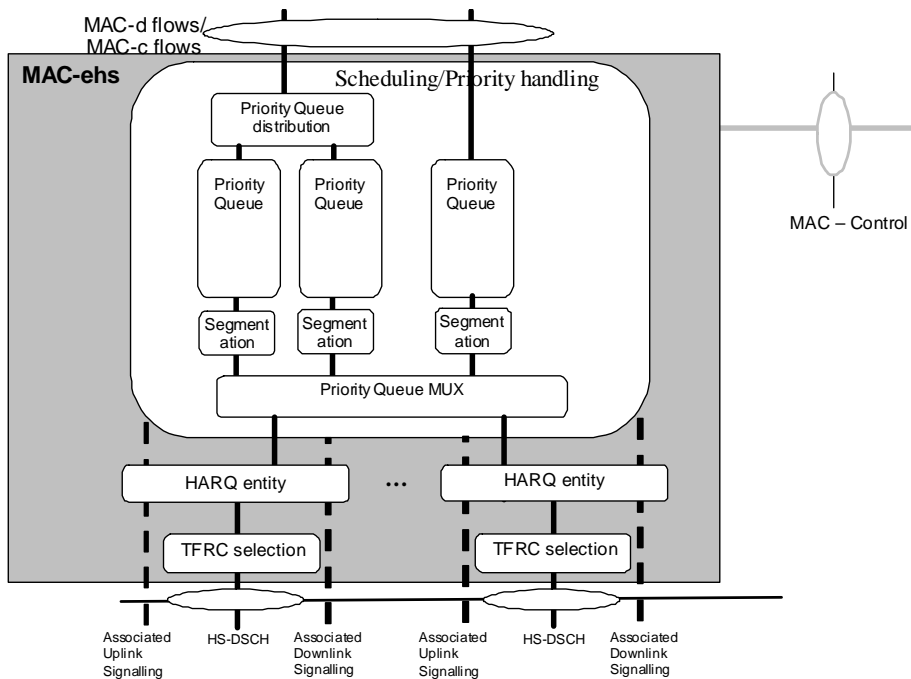 MAC-d flows/
MAC-c flows
MAC-ehs
Scheduling/Priority handling
Priority Queue
distribution
Priority
Queue
Priority
Queue
Priority
Queue
MAC – Control
Segment
ation
Segment
ation
Segment
ation
Priority Queue MUX
HARQ entity
...
HARQ entity
TFRC selection
TFRC selection
Associated
Uplink
Signalling
HS-DSCH
Associated
Downlink
Signalling
Associated
Uplink
Signalling
HS-DSCH
Associated
Downlink
Signalling